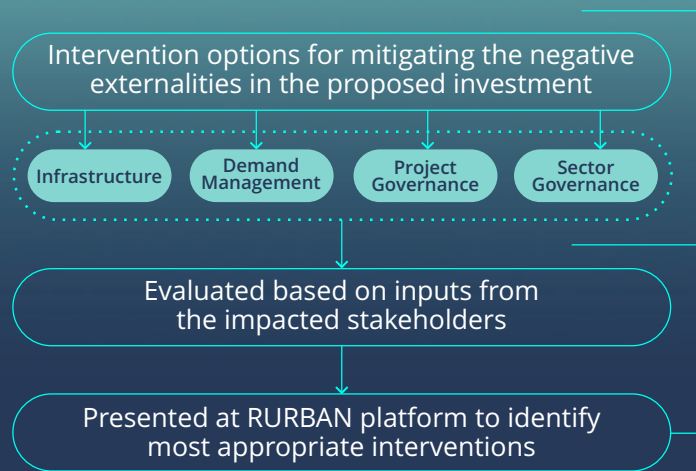 Intervention options for mitigating the negative
externalities in the proposed investment
Infrastructure
Demand
Management
Project
Governance
Sector
Governance
Evaluated based on inputs from
the impacted stakeholders
Presented at RURBAN platform to identify
most appropriate interventions